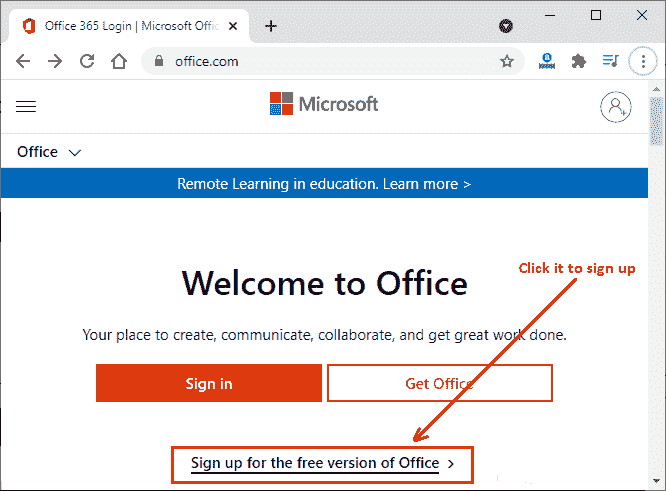 Office 365 Login | Microsoft Offic
office.com
Microsoft
Office
Remote Learning in education. Learn more >
Welcome to Office
Click it to sign up
Your place to create, communicate, collaborate, and get great work done.
Sign in
Get Office
Sign up for the free version of Office >